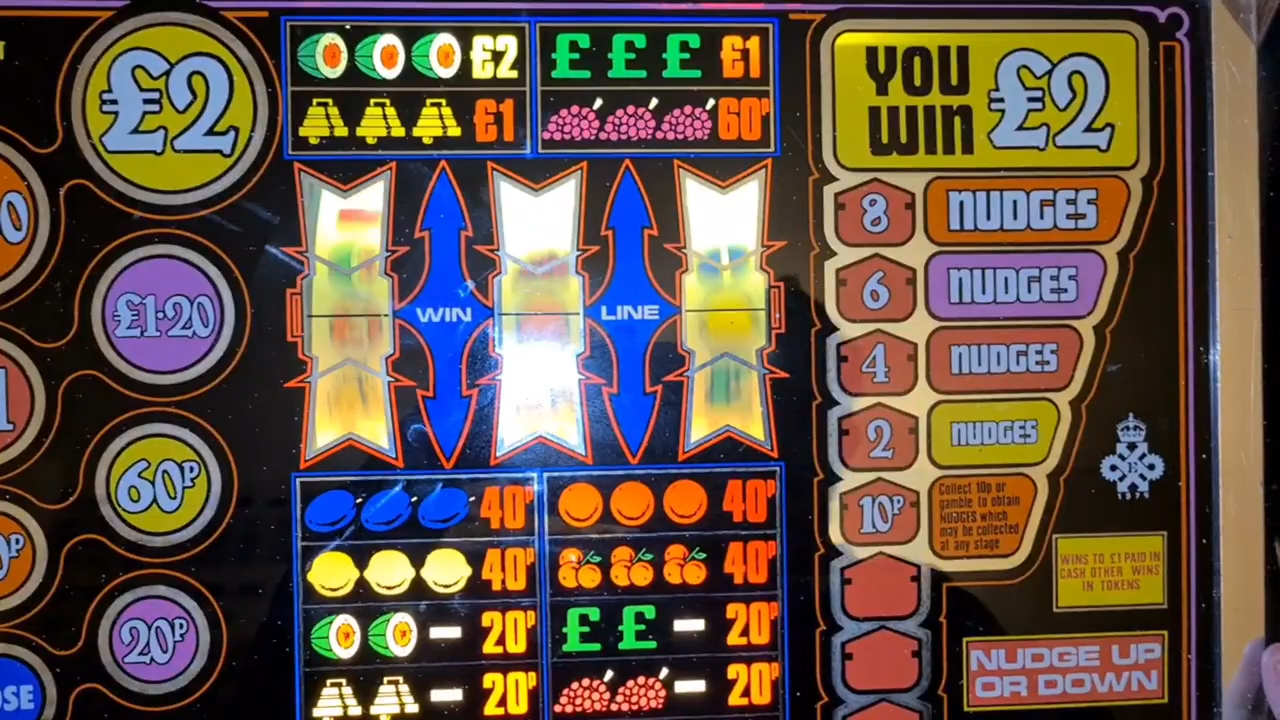 £2
£2
£ £ £ £1
£1
60P
YOU
WIN £2
8 NUDGES
6 NUDGES
4 NUDGES
2 NUDGES
10P
Collect 10p or
gamble to obtain
NUDGES which
may be collected
at any stage
£1·20
WIN
LINE
60P
20P
40P
40P
40P
40P
20P
£ £ - 20P
20P
20P
E
1975
WINS TO £1 PAID IN
CASH OTHER WINS
IN TOKENS
NUDGE UP
OR DOWN